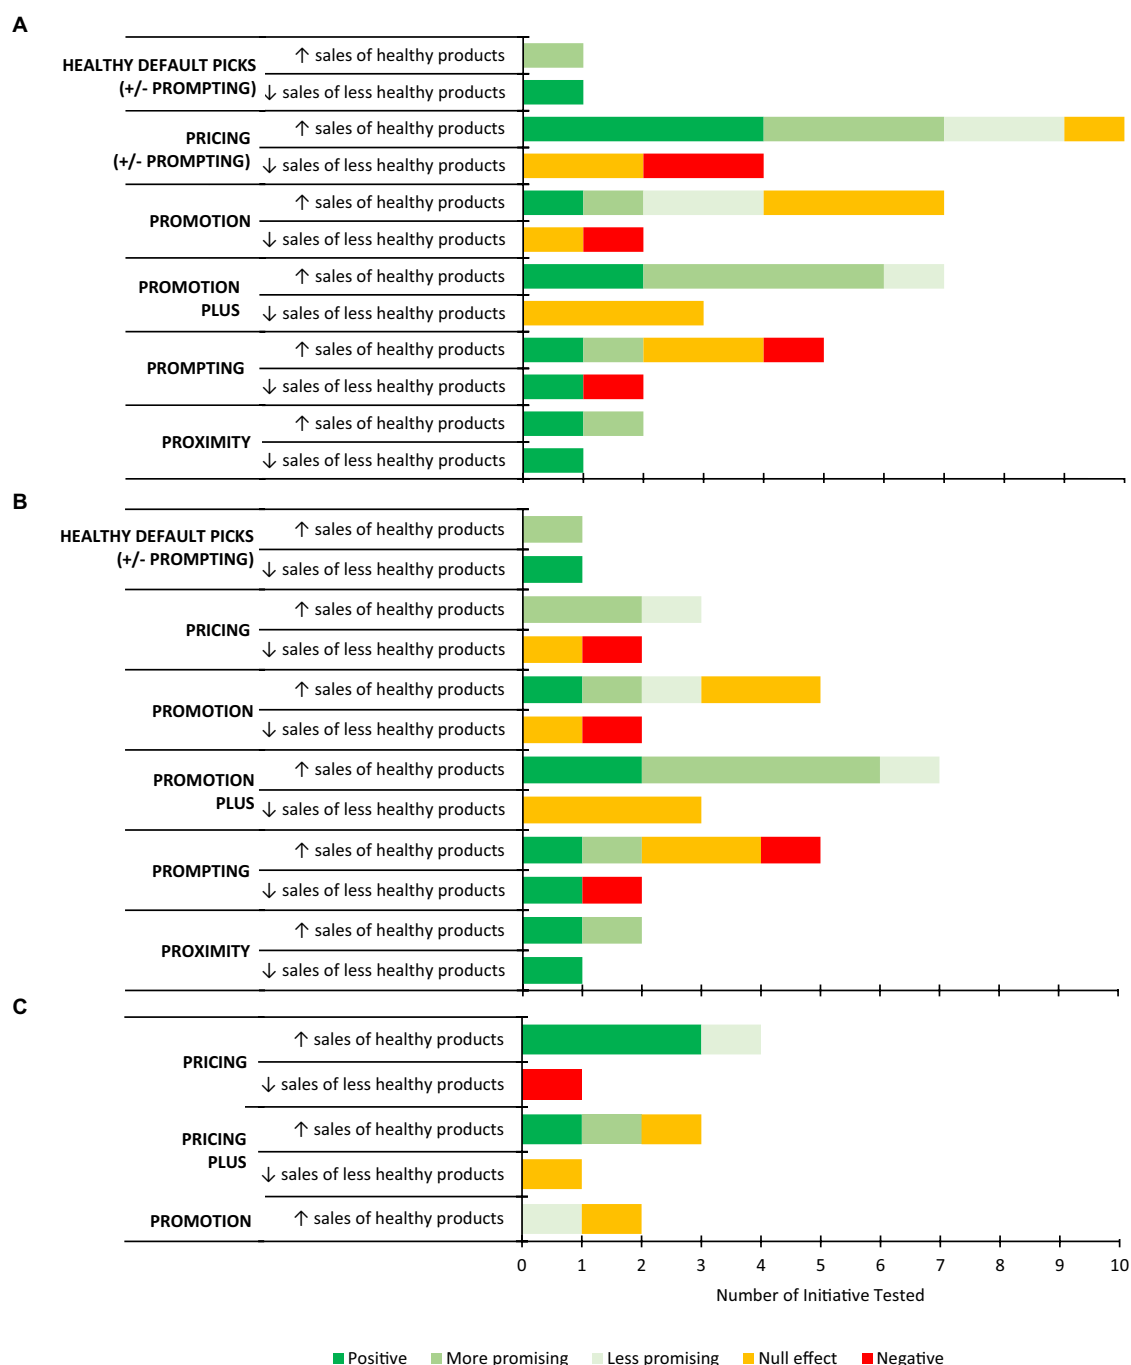 A
HEALTHY DEFAULT PICKS
(+/- PROMPTING)
↑ sales of healthy products
↓ sales of less healthy products
PRICING
(+/- PROMPTING)
↑ sales of healthy products
↓ sales of less healthy products
PROMOTION
↑ sales of healthy products
↓ sales of less healthy products
PROMOTION
PLUS
↑ sales of healthy products
↓ sales of less healthy products
PROMPTING
↑ sales of healthy products
↓ sales of less healthy products
PROXIMITY
↑ sales of healthy products
↓ sales of less healthy products
B
HEALTHY DEFAULT PICKS
(+/- PROMPTING)
↑ sales of healthy products
↓ sales of less healthy products
PRICING
↑ sales of healthy products
↓ sales of less healthy products
PROMOTION
↑ sales of healthy products
↓ sales of less healthy products
PROMOTION
PLUS
↑ sales of healthy products
↓ sales of less healthy products
PROMPTING
↑ sales of healthy products
↓ sales of less healthy products
PROXIMITY
↑ sales of healthy products
↓ sales of less healthy products
C
PRICING
↑ sales of healthy products
↓ sales of less healthy products
PRICING
PLUS
↑ sales of healthy products
↓ sales of less healthy products
PROMOTION
↑ sales of healthy products
0 1 2 3 4 5 6 7 8 9 10
Number of Initiative Tested
Positive More promising Less promising Null effect Negative